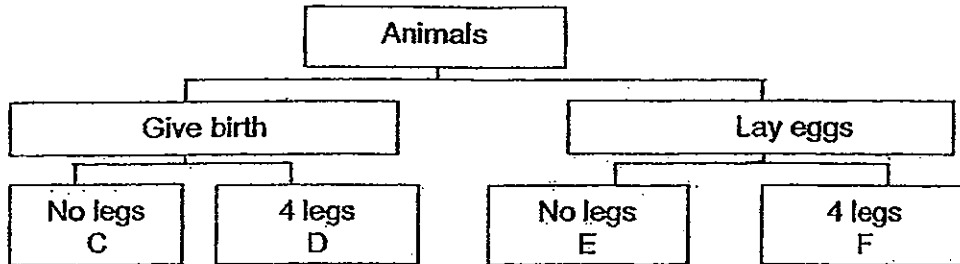 Animals
Give birth
Lay eggs
No legs
C
4 legs
D
No legs
E
4 legs
F